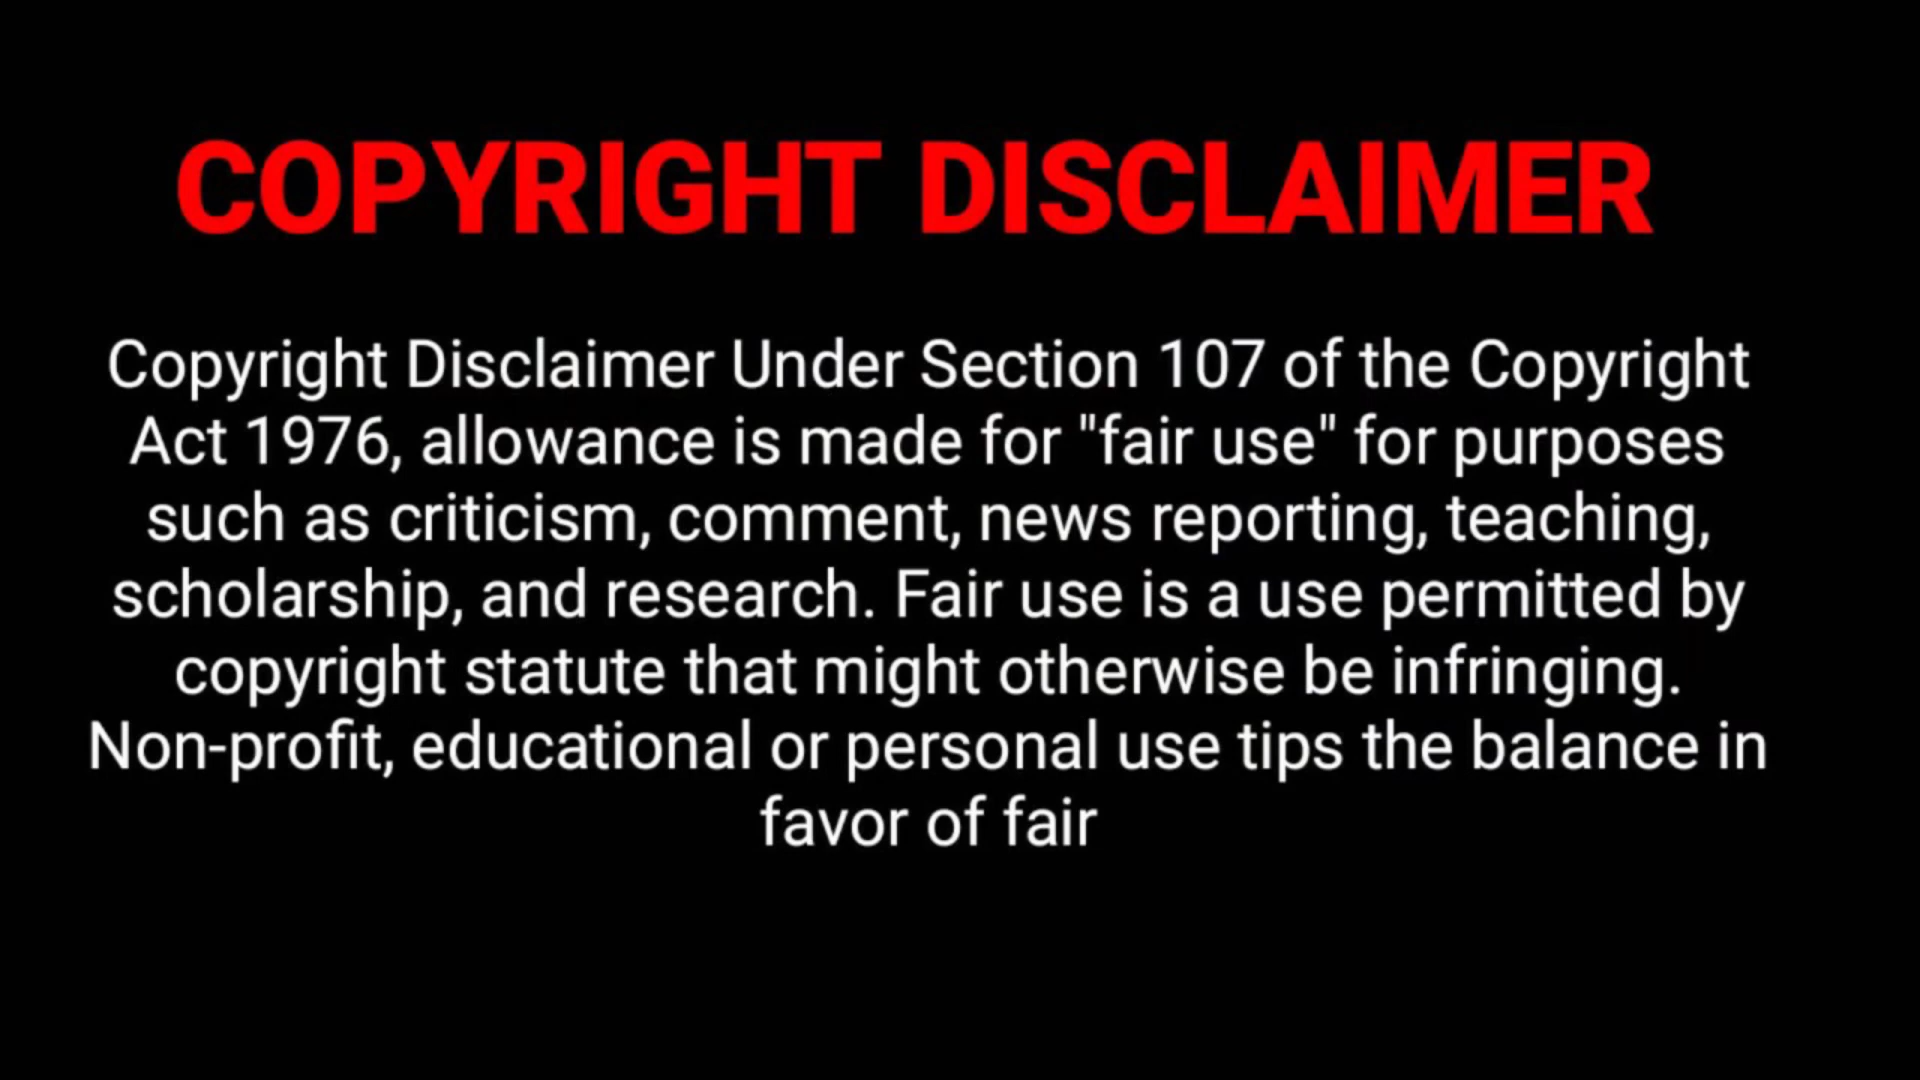 COPYRIGHT DISCLAIMER
Copyright Disclaimer Under Section 107 of the Copyright
Act 1976, allowance is made for "fair use" for purposes
such as criticism, comment, news reporting, teaching,
scholarship, and research. Fair use is a use permitted by
copyright statute that might otherwise be infringing.
Non-profit, educational or personal use tips the balance in
favor of fair